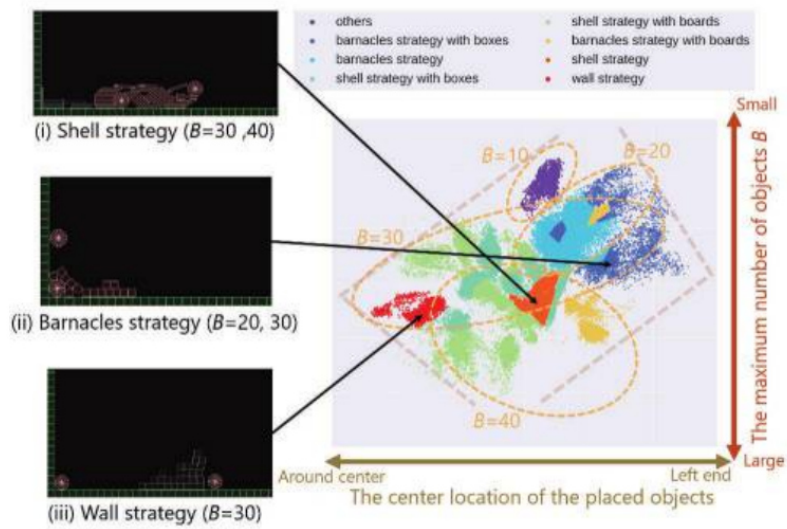 others
barnacles strategy with boxes
barnacles strategy
shell strategy with boxes
shell strategy with boards
barnacles strategy with boards
shell strategy
wall strategy
(i) Shell strategy (B=30 ,40)
(ii) Barnacles strategy (B=20, 30)
(iii) Wall strategy (B=30)
B=10
B=20
B=30
B=40
Small
The maximum number of objects B
Large
Around center
Left end
The center location of the placed objects